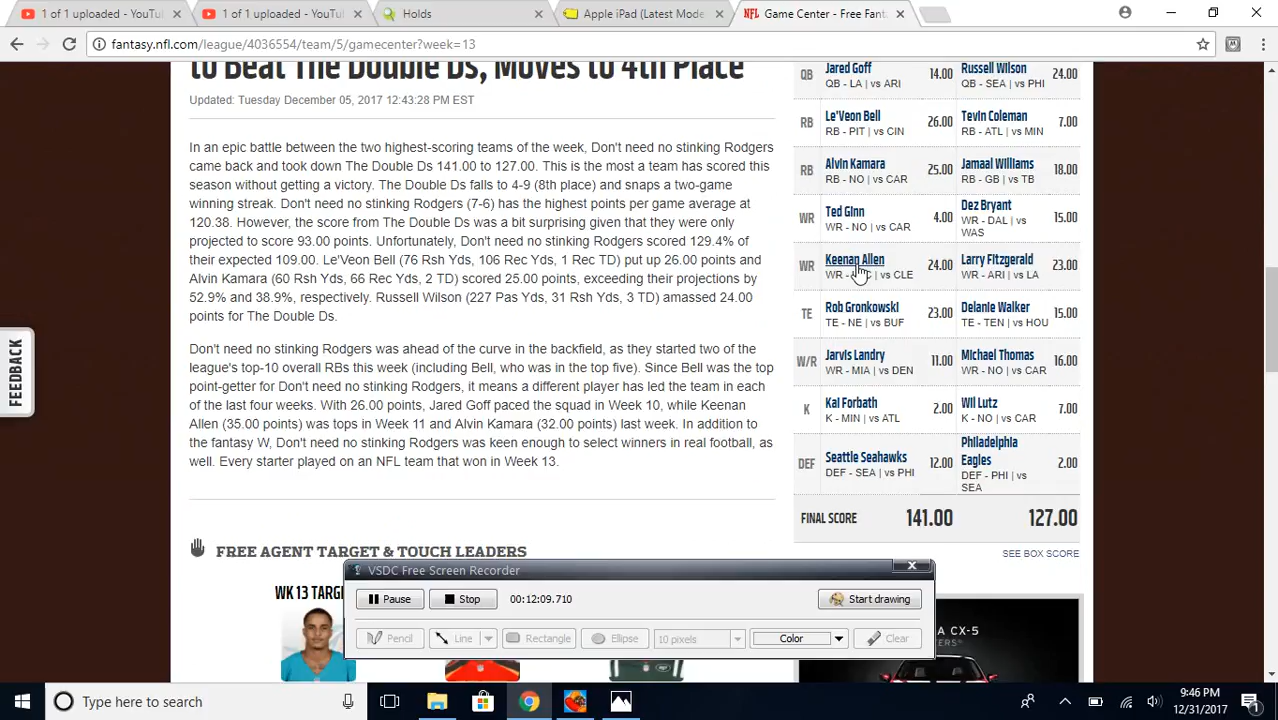 1 of 1 uploaded - YouTu
1 of 1 uploaded - YouTu
Holds
Apple iPad (Latest Mode
Game Center - Free Fant
fantasy.nfl.com/league/4036554/team/5/gamecenter?week=13
to Beat The Double Ds, Moves to 4th Place
Updated: Tuesday December 05, 2017 12:43:28 PM EST
In an epic battle between the two highest-scoring teams of the week, Don't need no stinking Rodgers
came back and took down The Double Ds 141.00 to 127.00. This is the most a team has scored this
season without getting a victory. The Double Ds falls to 4-9 (8th place) and snaps a two-game
winning streak. Don't need no stinking Rodgers (7-6) has the highest points per game average at
120.38. However, the score from The Double Ds was a bit surprising given that they were only
projected to score 93.00 points. Unfortunately, Don't need no stinking Rodgers scored 129.4% of
their expected 109.00. Le'Veon Bell (76 Rsh Yds, 106 Rec Yds, 1 Rec TD) put up 26.00 points and
Alvin Kamara (60 Rsh Yds, 66 Rec Yds, 2 TD) scored 25.00 points, exceeding their projections by
52.9% and 38.9%, respectively. Russell Wilson (227 Pas Yds, 31 Rsh Yds, 3 TD) amassed 24.00
points for The Double Ds.
Don't need no stinking Rodgers was ahead of the curve in the backfield, as they started two of the
league's top-10 overall RBs this week (including Bell, who was in the top five). Since Bell was the top
point-getter for Don't need no stinking Rodgers, it means a different player has led the team in each
of the last four weeks. With 26.00 points, Jared Goff paced the squad in Week 10, while Keenan
Allen (35.00 points) was tops in Week 11 and Alvin Kamara (32.00 points) last week. In addition to
the fantasy W, Don't need no stinking Rodgers was keen enough to select winners in real football, as
well. Every starter played on an NFL team that won in Week 13.
FREE AGENT TARGET & TOUCH LEADERS
WK 13 TARG
QB Jared Goff 14.00 Russell Wilson 24.00
QB - LA | vs ARI QB - SEA | vs PHI
RB Le'Veon Bell 26.00 Tevin Coleman 7.00
RB - PIT | vs CIN RB - ATL | vs MIN
RB Alvin Kamara 25.00 Jamaal Williams 18.00
RB - NO | vs CAR RB - GB | vs TB
WR Ted Ginn 4.00 Dez Bryant 15.00
WR - NO | vs CAR WR - DAL | vs
WAS
WR Keenan Allen 24.00 Larry Fitzgerald 23.00
WR - C | vs CLE WR - ARI | vs LA
TE Rob Gronkowski 23.00 Delanie Walker 15.00
TE - NE | vs BUF TE - TEN | vs HOU
W/R Jarvis Landry 11.00 Michael Thomas 16.00
WR - MIA | vs DEN WR - NO | vs CAR
K Kai Forbath 2.00 Wil Lutz 7.00
K - MIN | vs ATL K - NO | vs CAR
DEF Seattle Seahawks 12.00 Philadelphia
Eagles 2.00
DEF - SEA | vs PHI DEF - PHI | vs
SEA
FINAL SCORE 141.00 127.00
SEE BOX SCORE
FEEDBACK
A CX-5
VSDC Free Screen Recorder
Pause Stop 00:12:09.710 Start drawing
Pencil Line Rectangle Ellipse 10 pixels Color Clear
Type here to search
9:46 PM
12/31/2017
1